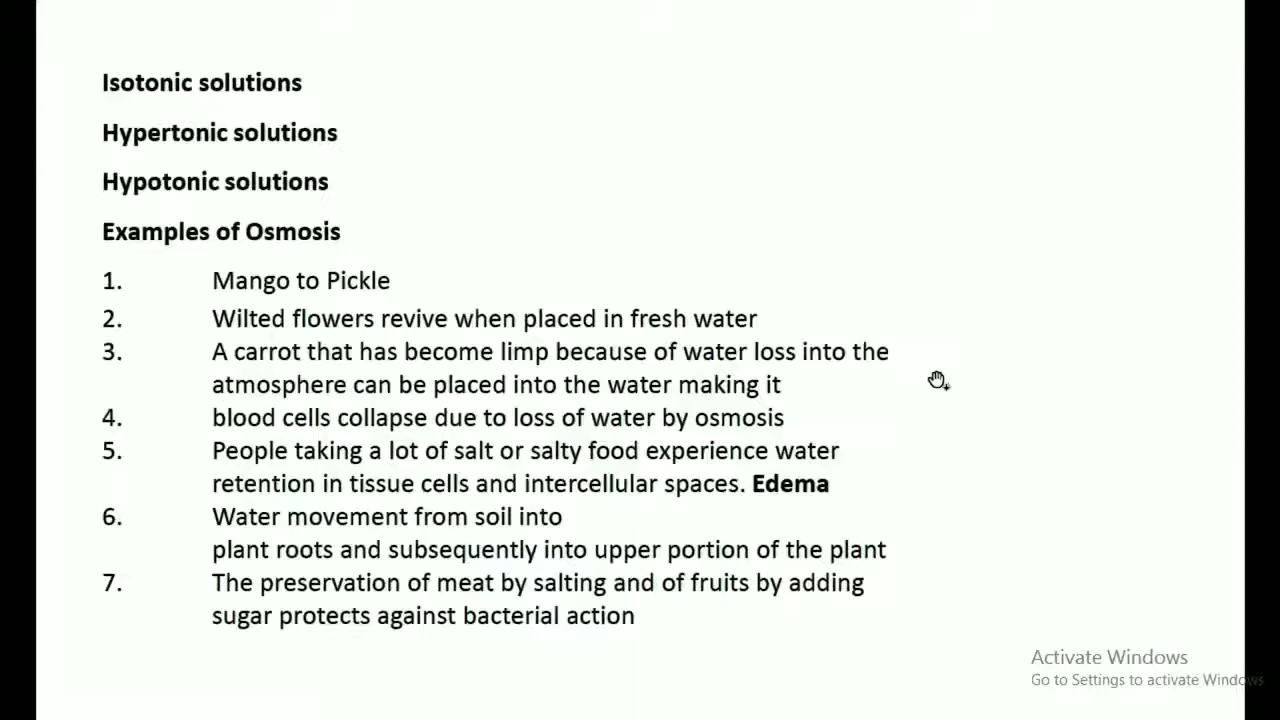 Isotonic solutions
Hypertonic solutions
Hypotonic solutions
Examples of Osmosis
1. Mango to Pickle
2. Wilted flowers revive when placed in fresh water
3. A carrot that has become limp because of water loss into the
atmosphere can be placed into the water making it
4. blood cells collapse due to loss of water by osmosis
5. People taking a lot of salt or salty food experience water
retention in tissue cells and intercellular spaces. Edema
6. Water movement from soil into
plant roots and subsequently into upper portion of the plant
7. The preservation of meat by salting and of fruits by adding
sugar protects against bacterial action
Activate Windows
Go to Settings to activate Windows